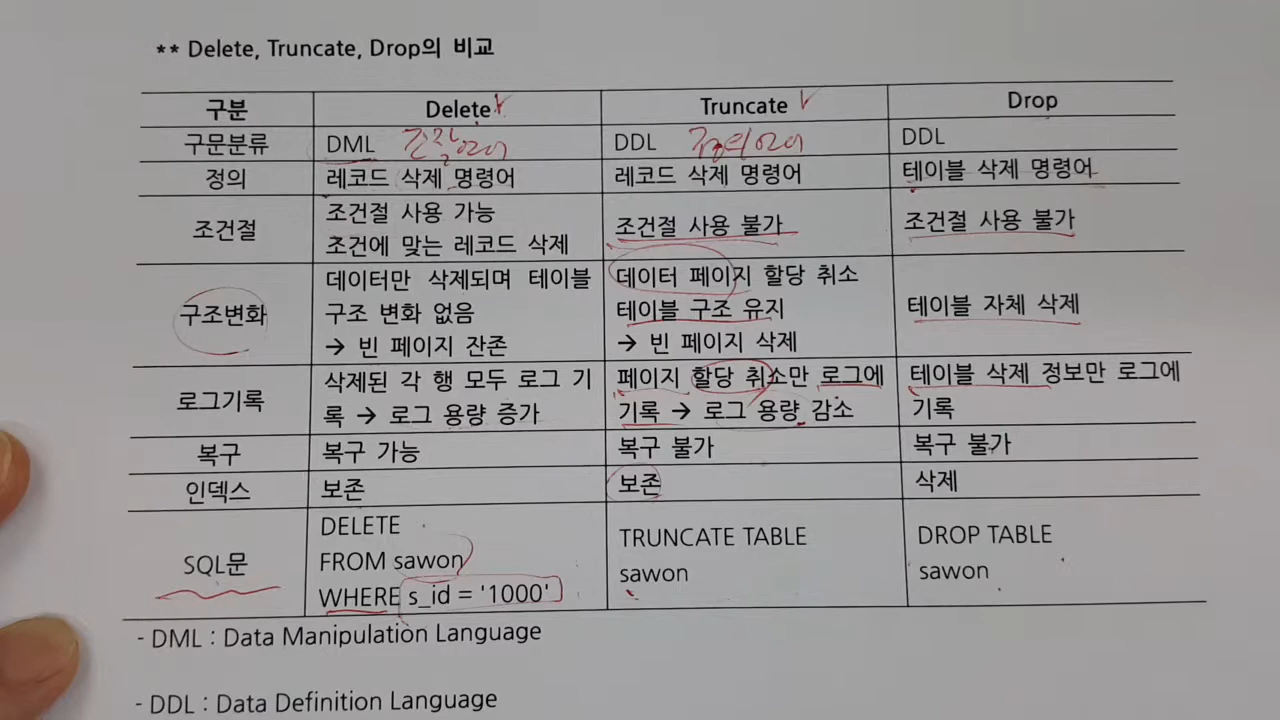 ** Delete, Truncate, Drop의 비교
구분 Delete Truncate Drop
구문분류 DML 조작언어 DDL 정의언어 DDL
정의 레코드 삭제 명령어 레코드 삭제 명령어 테이블 삭제 명령어
조건절 조건절 사용 가능
조건에 맞는 레코드 삭제 조건절 사용 불가 조건절 사용 불가
구조변화 데이터만 삭제되며 테이블
구조 변화 없음
→ 빈 페이지 잔존 데이터 페이지 할당 취소
테이블 구조 유지
→ 빈 페이지 삭제 테이블 자체 삭제
로그기록 삭제된 각 행 모두 로그 기
록 → 로그 용량 증가 페이지 할당 취소만 로그에
기록 → 로그 용량 감소 테이블 삭제 정보만 로그에
기록
복구 복구 가능 복구 불가 복구 불가
인덱스 보존 보존 삭제
SQL문 DELETE
FROM sawon
WHERE s_id = '1000' TRUNCATE TABLE
sawon DROP TABLE
sawon
- DML : Data Manipulation Language
- DDL : Data Definition Language